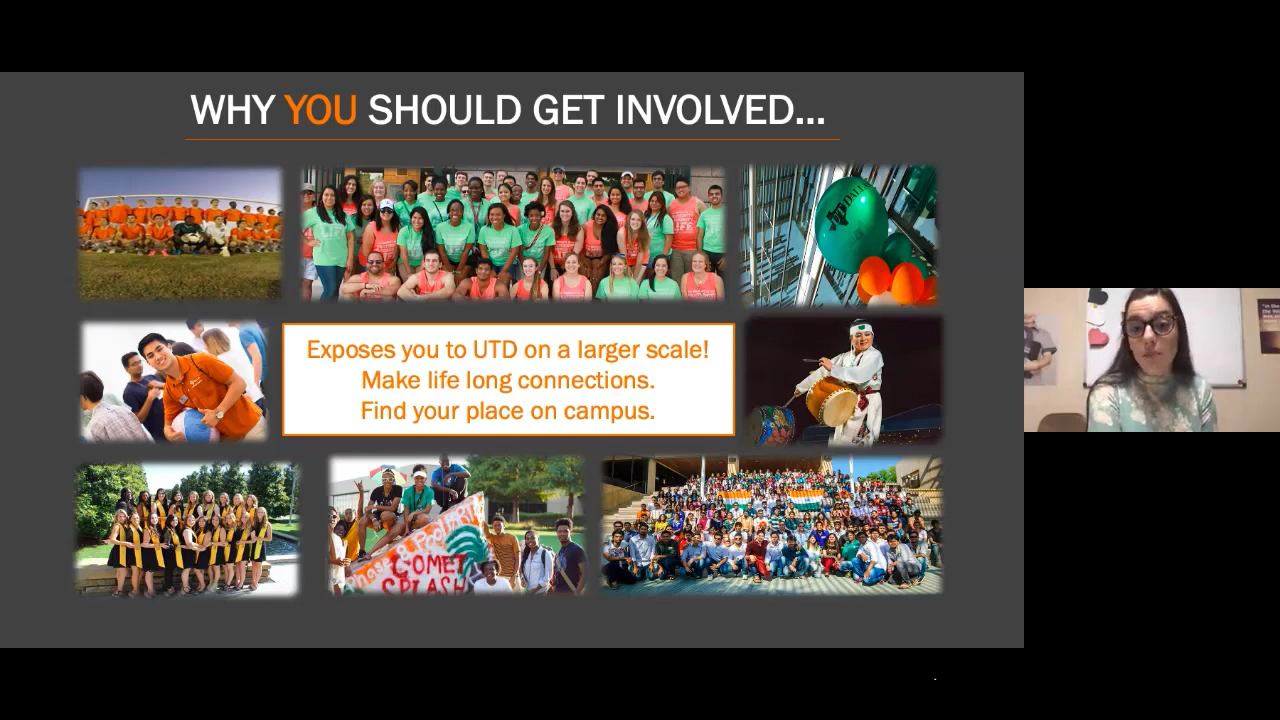 WHY YOU SHOULD GET INVOLVED...
Exposes you to UTD on a larger scale!
Make life long connections.
Find your place on campus.
COMET
SPLASH